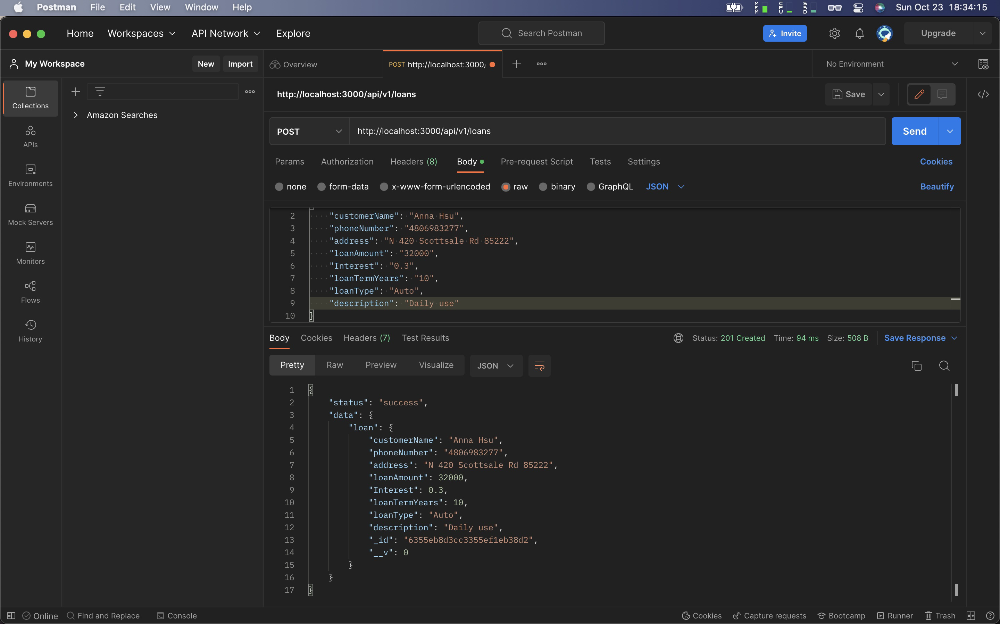 Postman File Edit View Window Help MEM CPU SSD Sun Oct 23 18:34:15
Home Workspaces API Network Explore Search Postman Invite Upgrade
My Workspace New Import Overview POST http://localhost:3000/ No Environment
Collections
APIs
Environments
Mock Servers
Monitors
Flows
History
Amazon Searches
http://localhost:3000/api/v1/loans Save
POST http://localhost:3000/api/v1/loans Send
Params Authorization Headers (8) Body Pre-request Script Tests Settings Cookies
none form-data x-www-form-urlencoded raw binary GraphQL JSON Beautify
2 "customerName": "Anna Hsu",
3 "phoneNumber": "4806983277",
4 "address": "N 420 Scottsale Rd 85222",
5 "loanAmount": "32000",
6 "Interest": "0.3",
7 "loanTermYears": "10",
8 "loanType": "Auto",
9 "description": "Daily use"
10 }
Body Cookies Headers (7) Test Results Status: 201 Created Time: 94 ms Size: 508 B Save Response
Pretty Raw Preview Visualize JSON
1 {
2 "status": "success",
3 "data": {
4 "loan": {
5 "customerName": "Anna Hsu",
6 "phoneNumber": "4806983277",
7 "address": "N 420 Scottsale Rd 85222",
8 "loanAmount": 32000,
9 "Interest": 0.3,
10 "loanTermYears": 10,
11 "loanType": "Auto",
12 "description": "Daily use",
13 "_id": "6355eb8d3cc3355ef1eb38d2",
14 "__v": 0
15 }
16 }
17 }
Online Find and Replace Console Cookies Capture requests Bootcamp Runner Trash